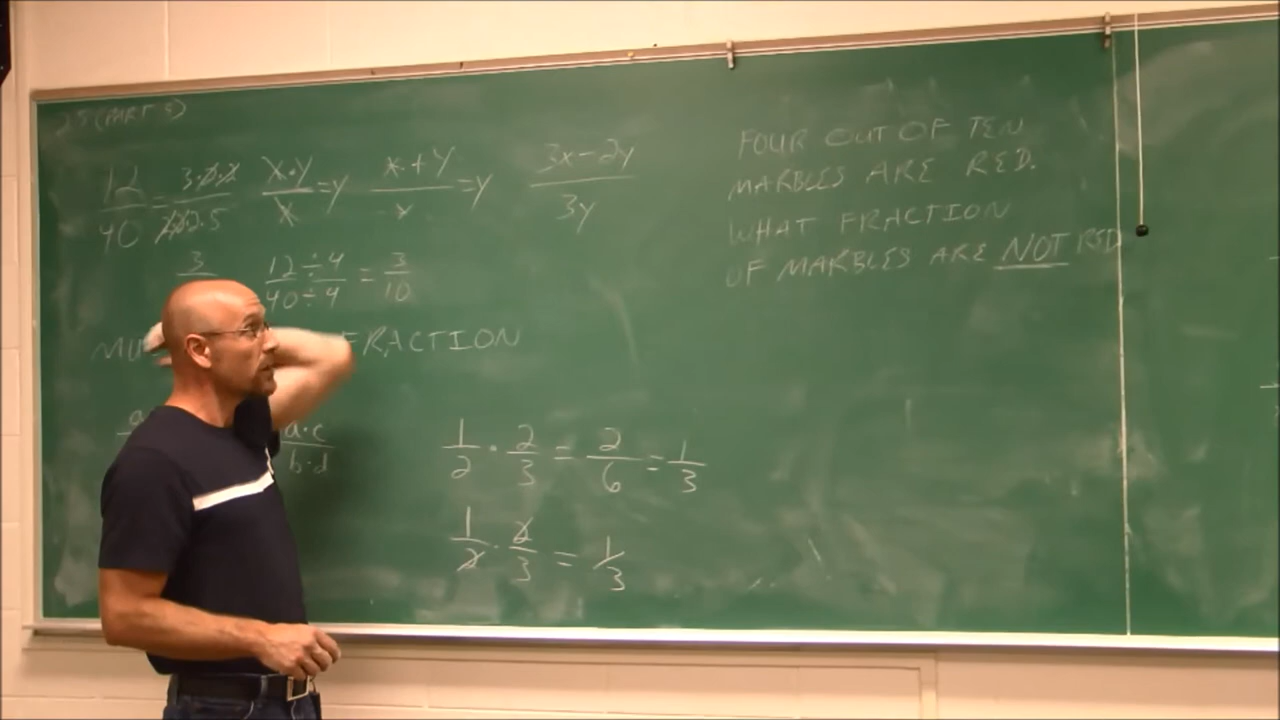 2.5 (PART 2)
12/40 = 3·2·2/2·2·2·5 x·y/x = y x+y/x = y 3x-2y/3y
3 12÷4/40÷4 = 3/10
FRACTION
a·c/b·d
1/2 · 2/3 = 2/6 = 1/3
1/2 · 2/3 = 1/3
FOUR OUT OF TEN
MARBLES ARE RED.
WHAT FRACTION
OF MARBLES ARE NOT RED